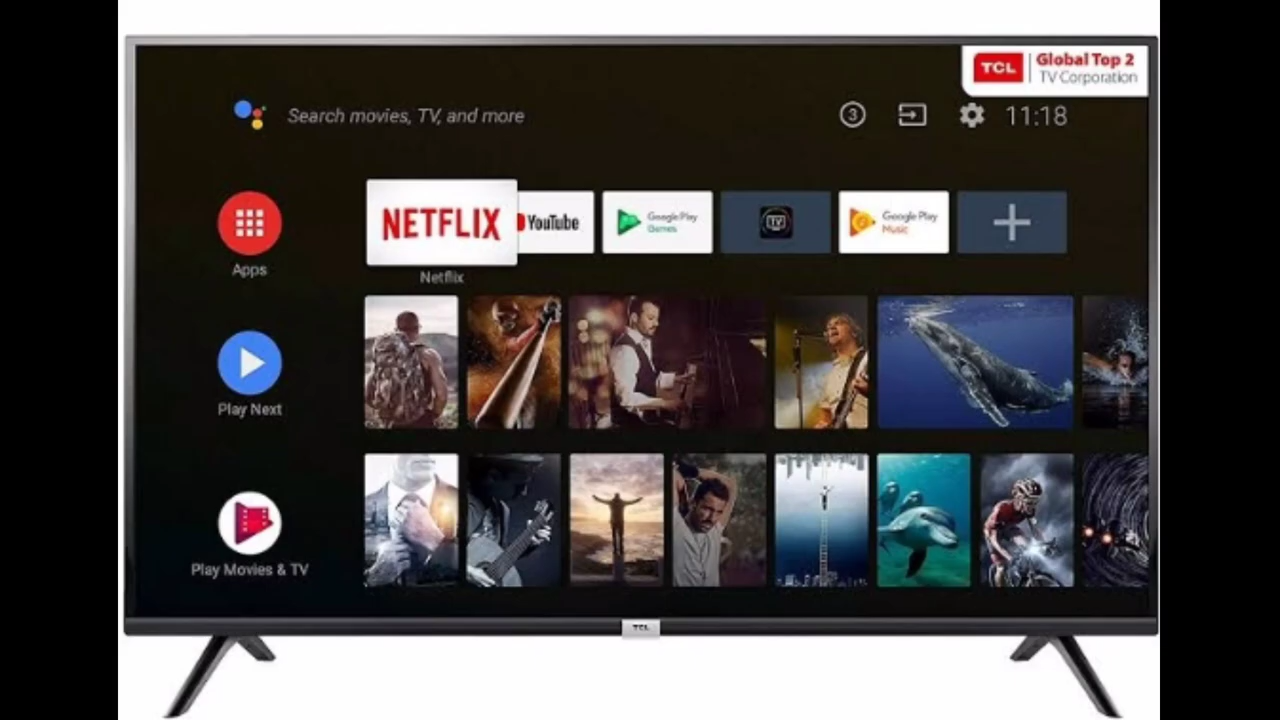 TCL
Global Top 2
TV Corporation
Search movies, TV, and more
3
11:18
NETFLIX
YouTube
Google Play
Games
TV
Google Play
Music
Apps
Netflix
Play Next
Play Movies & TV
TCL